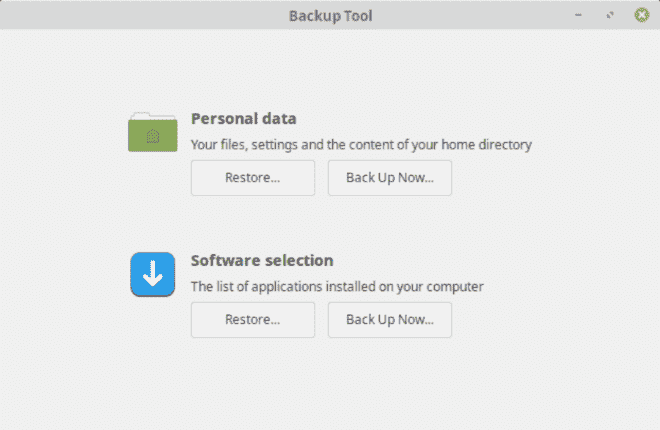 Backup Tool
Personal data
Your files, settings and the content of your home directory
Restore...
Back Up Now...
Software selection
The list of applications installed on your computer
Restore...
Back Up Now...